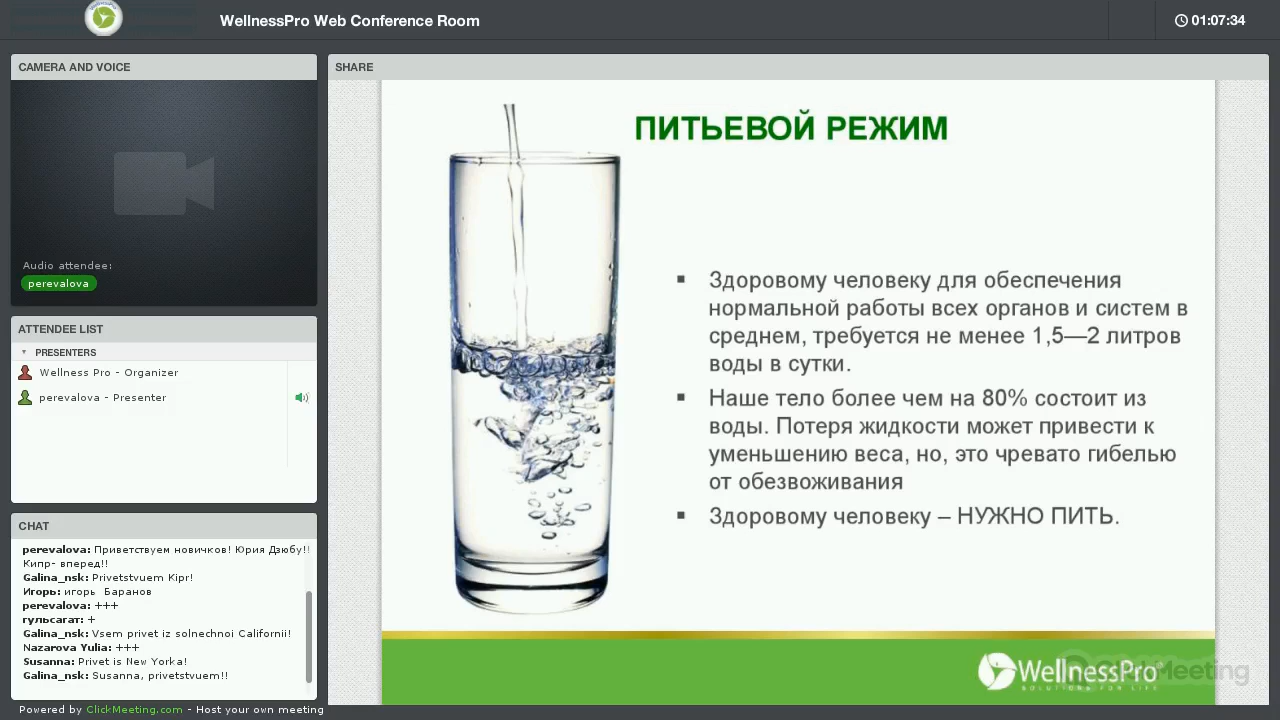 WellnessPro Web Conference Room
01:07:34
CAMERA AND VOICE
Audio attendee:
perevalova
ATTENDEE LIST
PRESENTERS
Wellness Pro - Organizer
perevalova - Presenter
CHAT
perevalova: Приветствуем новичков! Юрия Дзюбу!!
Кипр- вперед!!
Galina_nsk: Privetstvuem Kipr!
Игорь: игорь Баранов
perevalova: +++
гульсагат: +
Galina_nsk: Vsem privet iz solnechnoi Californii!
Nazarova Yulia: +++
Susanna: Privet is New Yorka!
Galina_nsk: Susanna, privetstvuem!!
Powered by ClickMeeting.com - Host your own meeting
SHARE
ПИТЬЕВОЙ РЕЖИМ
▪ Здоровому человеку для обеспечения
нормальной работы всех органов и систем в
среднем, требуется не менее 1,5—2 литров
воды в сутки.
▪ Наше тело более чем на 80% состоит из
воды. Потеря жидкости может привести к
уменьшению веса, но, это чревато гибелью
от обезвоживания
▪ Здоровому человеку – НУЖНО ПИТЬ.
WellnessPro
SOLUTIONS FOR LIFE
Meeting